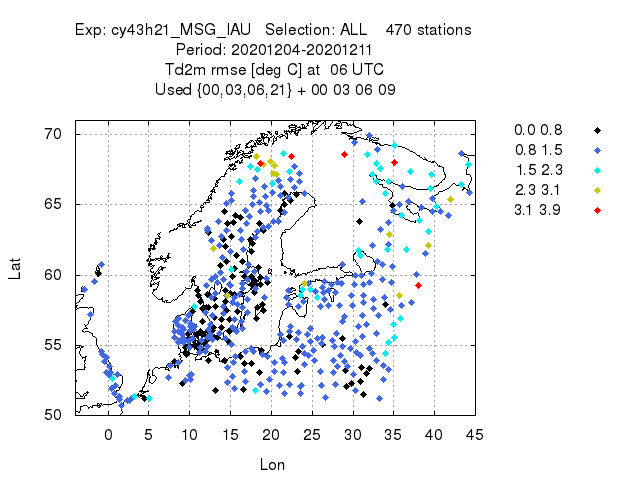 Exp: cy43h21_MSG_IAU Selection: ALL 470 stations
Period: 20201204-20201211
Td2m rmse [deg C] at 06 UTC
Used {00,03,06,21} + 00 03 06 09
70
65
60
55
50
Lat
0 5 10 15 20 25 30 35 40 45
Lon
0.0 0.8
0.8 1.5
1.5 2.3
2.3 3.1
3.1 3.9